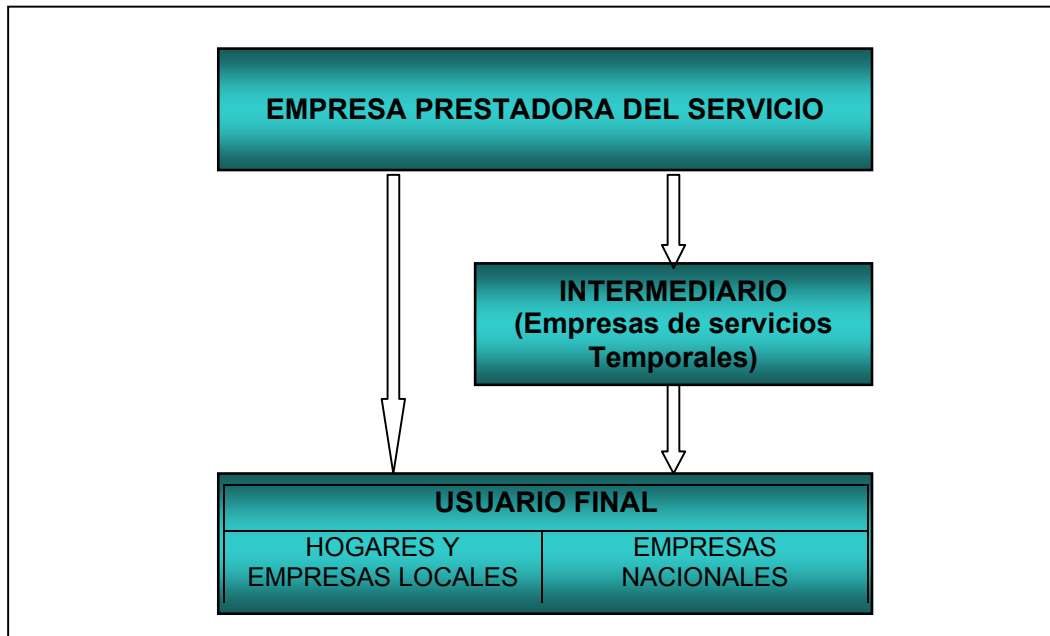 EMPRESA PRESTADORA DEL SERVICIO
INTERMEDIARIO
(Empresas de servicios
Temporales)
USUARIO FINAL
HOGARES Y
EMPRESAS LOCALES
EMPRESAS
NACIONALES